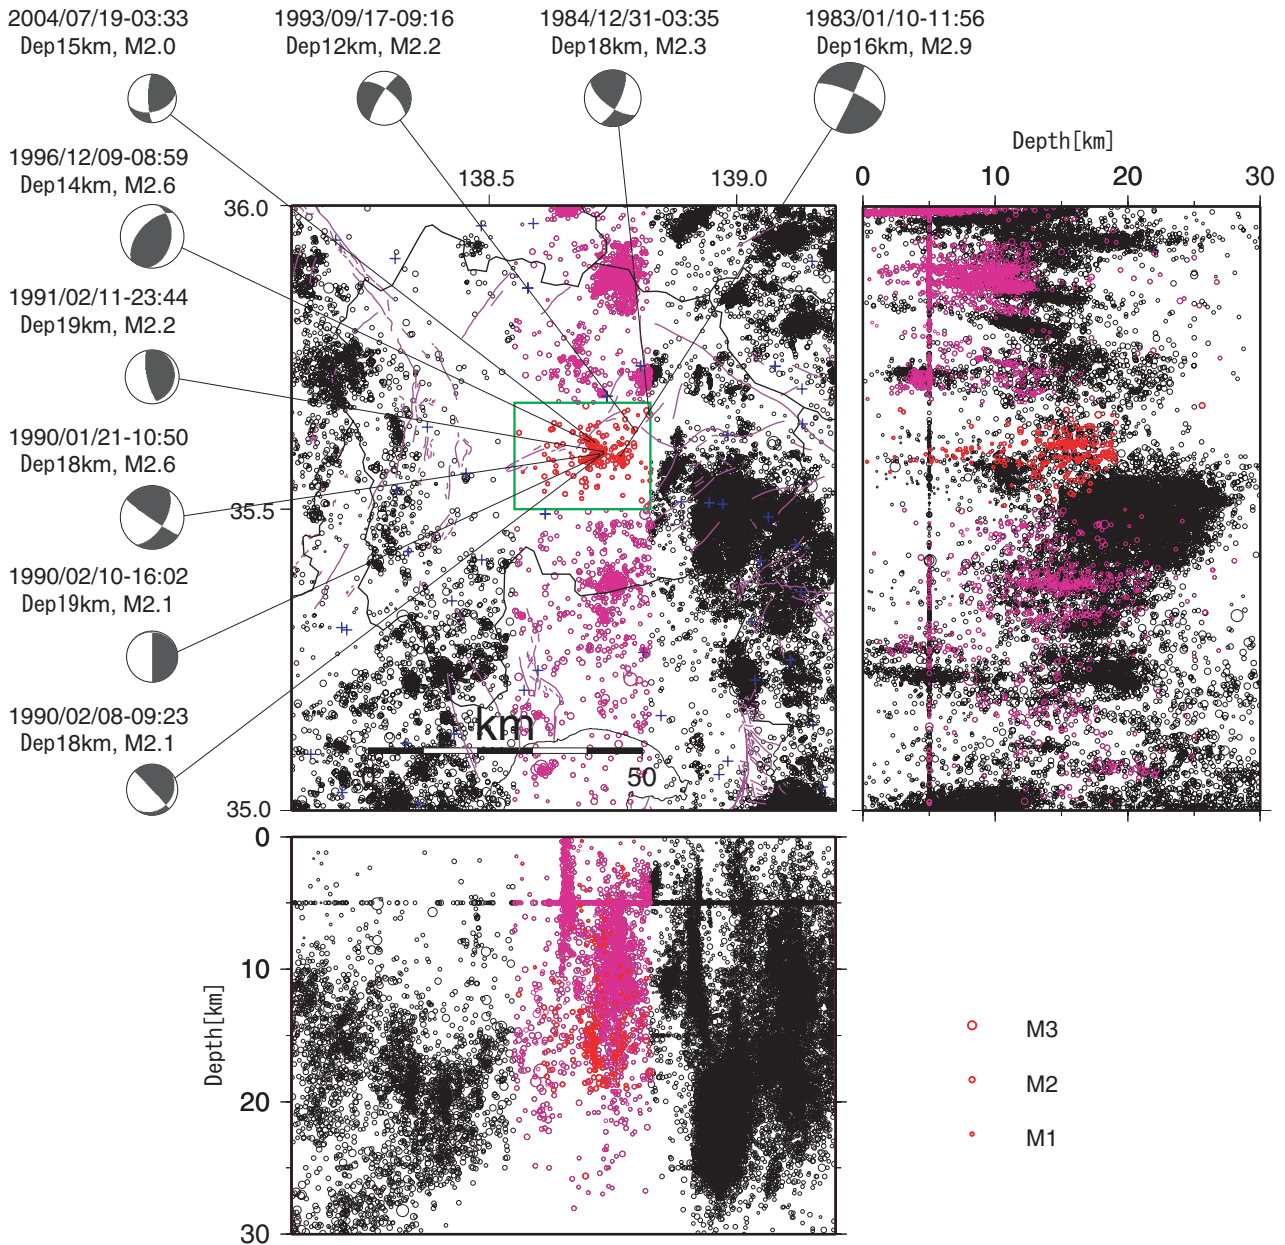 2004/07/19-03:33
Dep15km, M2.0
1993/09/17-09:16
Dep12km, M2.2
1984/12/31-03:35
Dep18km, M2.3
1983/01/10-11:56
Dep16km, M2.9
1996/12/09-08:59
Dep14km, M2.6
1991/02/11-23:44
Dep19km, M2.2
1990/01/21-10:50
Dep18km, M2.6
1990/02/10-16:02
Dep19km, M2.1
1990/02/08-09:23
Dep18km, M2.1
138.5 139.0
36.0
35.5
35.0
km
50
Depth[km]
0 10 20 30
0
10
20
30
Depth[km]
M3
M2
M1